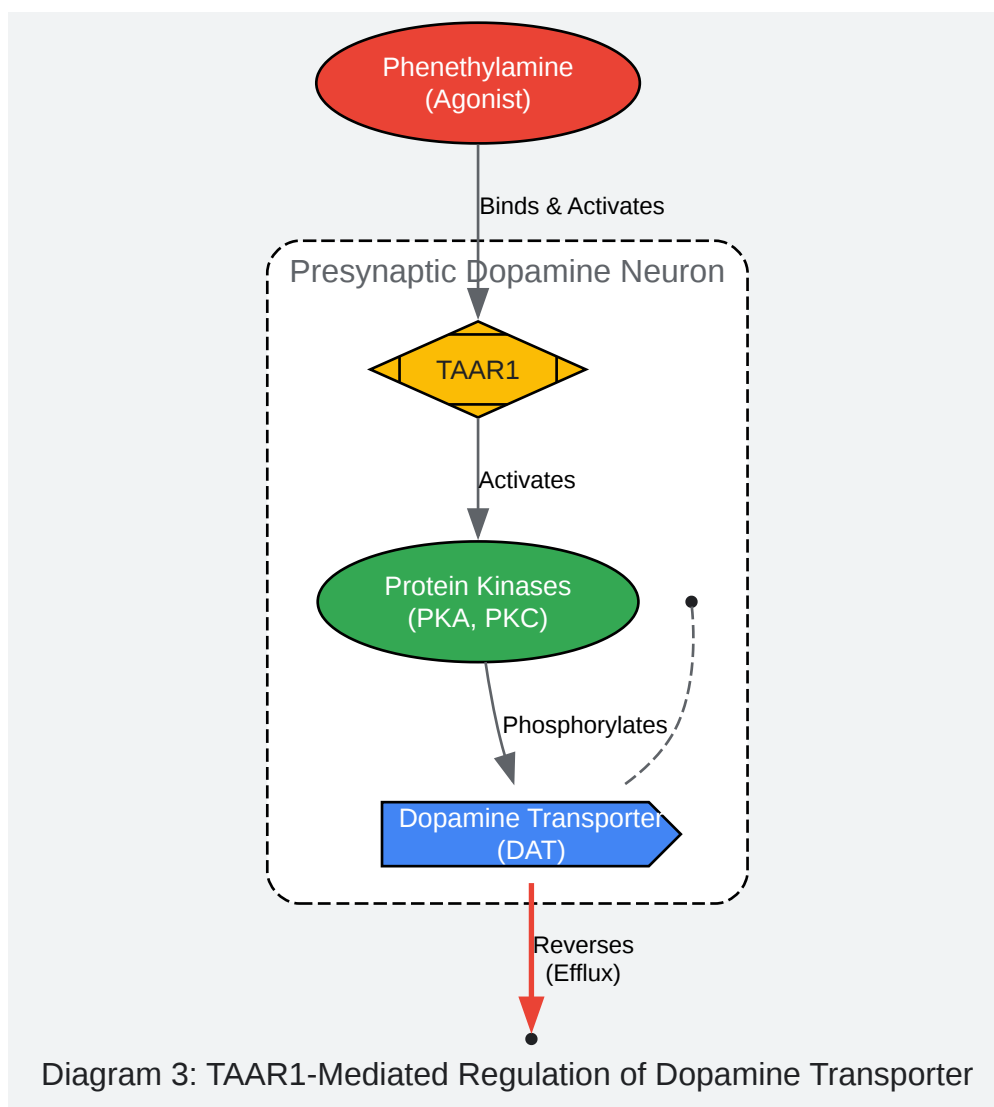 Phenethylamine
(Agonist)
Binds & Activates
Presynaptic Dopamine Neuron
TAAR1
Activates
Protein Kinases
(PKA, PKC)
Phosphorylates
Dopamine Transporter
(DAT)
Reverses
(Efflux)
Diagram 3: TAAR1-Mediated Regulation of Dopamine Transporter